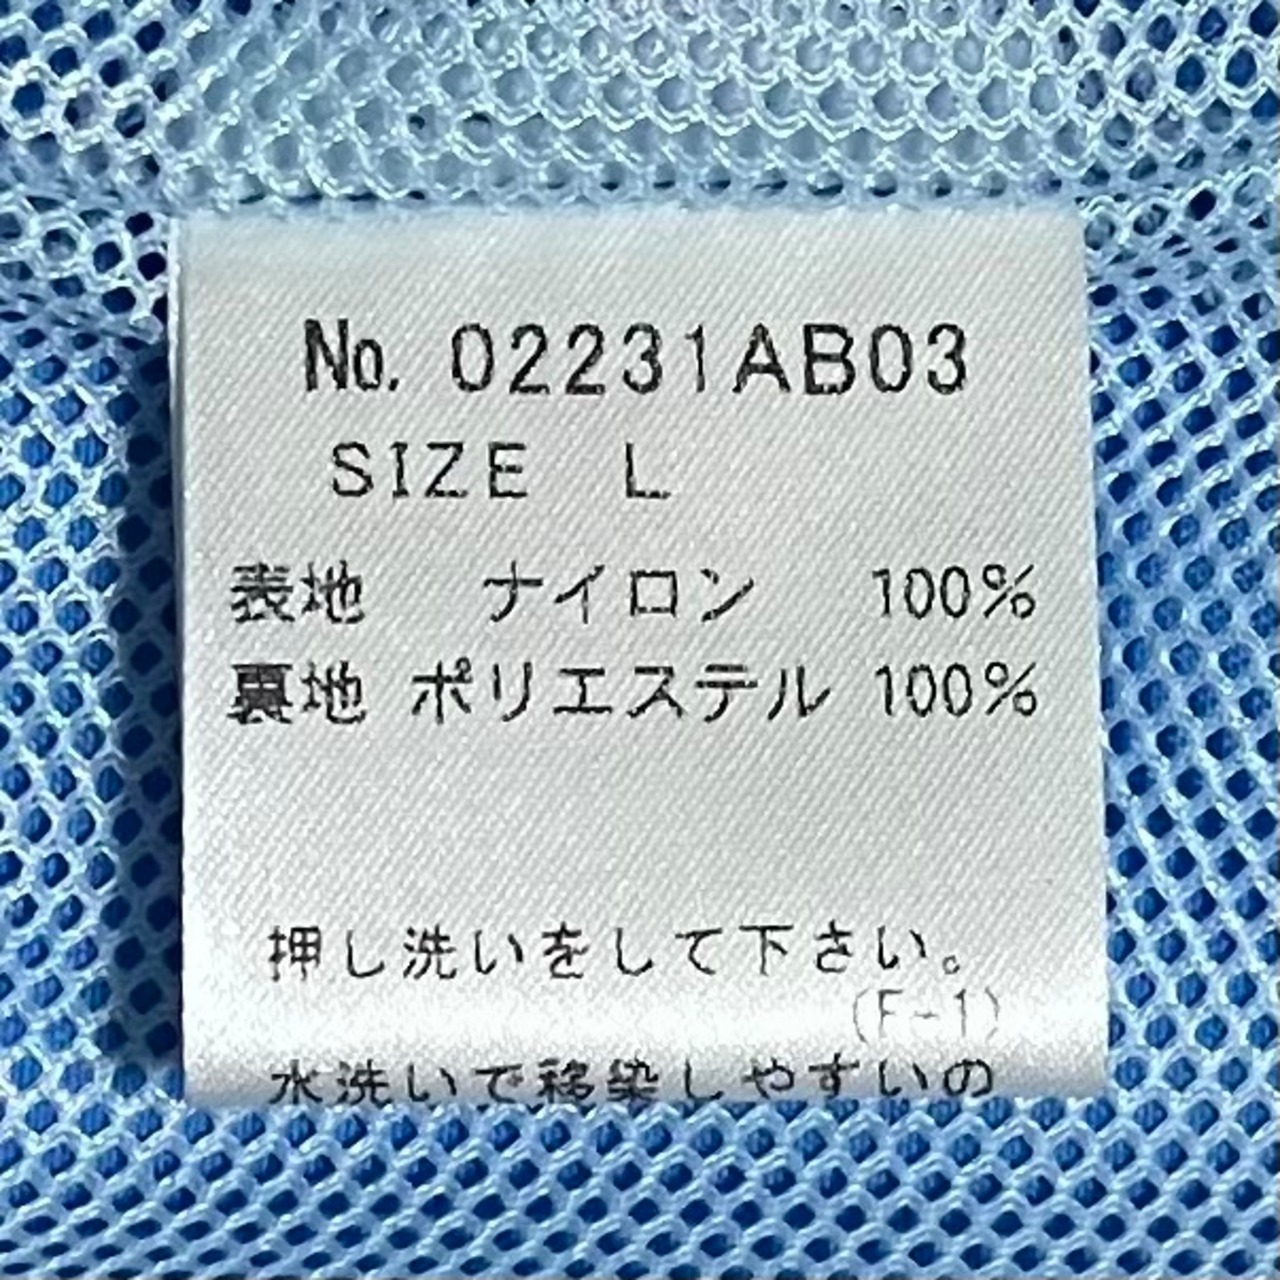 No. 02231AB03
SIZE L
表地 ナイロン 100%
裏地 ポリエステル 100%
押し洗いをして下さい。
(F-1)
水洗いで移染しやすいの